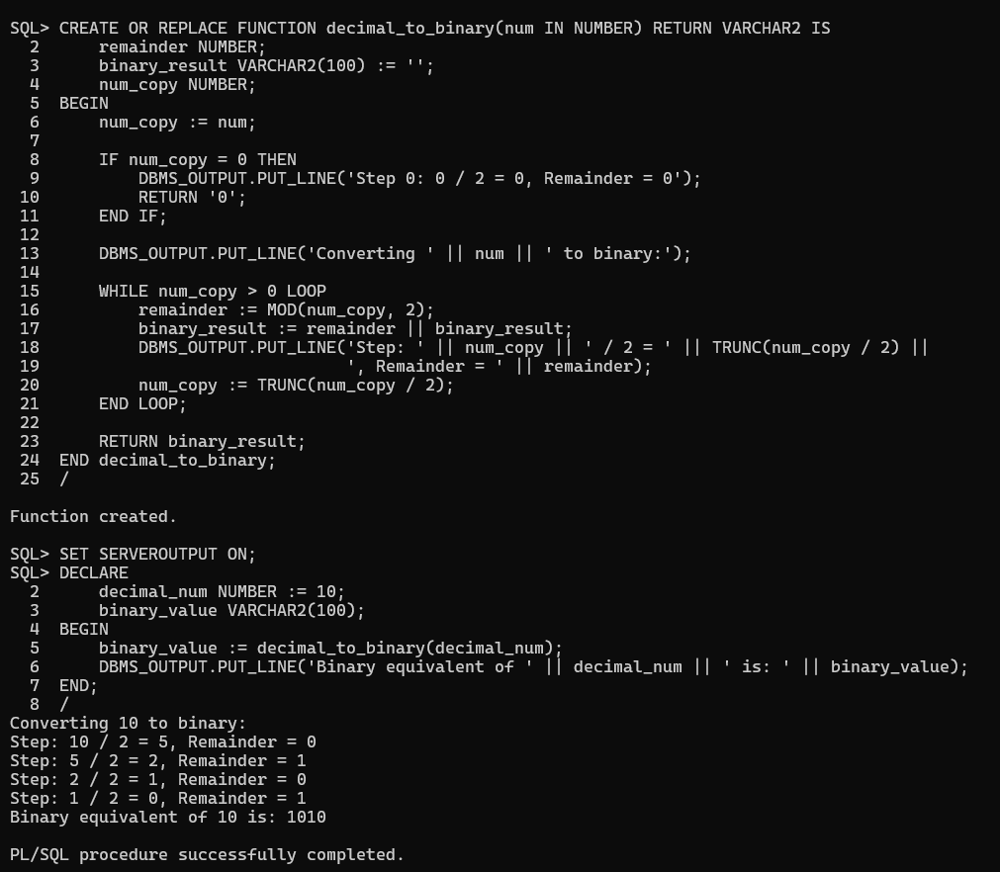 SQL> CREATE OR REPLACE FUNCTION decimal_to_binary(num IN NUMBER) RETURN VARCHAR2 IS
  2      remainder NUMBER;
  3      binary_result VARCHAR2(100) := '';
  4      num_copy NUMBER;
  5  BEGIN
  6      num_copy := num;
  7
  8      IF num_copy = 0 THEN
  9          DBMS_OUTPUT.PUT_LINE('Step 0: 0 / 2 = 0, Remainder = 0');
 10          RETURN '0';
 11      END IF;
 12
 13      DBMS_OUTPUT.PUT_LINE('Converting ' || num || ' to binary:');
 14
 15      WHILE num_copy > 0 LOOP
 16          remainder := MOD(num_copy, 2);
 17          binary_result := remainder || binary_result;
 18          DBMS_OUTPUT.PUT_LINE('Step: ' || num_copy || ' / 2 = ' || TRUNC(num_copy / 2) ||
 19                               ', Remainder = ' || remainder);
 20          num_copy := TRUNC(num_copy / 2);
 21      END LOOP;
 22
 23      RETURN binary_result;
 24  END decimal_to_binary;
 25  /

Function created.

SQL> SET SERVEROUTPUT ON;
SQL> DECLARE
  2      decimal_num NUMBER := 10;
  3      binary_value VARCHAR2(100);
  4  BEGIN
  5      binary_value := decimal_to_binary(decimal_num);
  6      DBMS_OUTPUT.PUT_LINE('Binary equivalent of ' || decimal_num || ' is: ' || binary_value);
  7  END;
  8  /
Converting 10 to binary:
Step: 10 / 2 = 5, Remainder = 0
Step: 5 / 2 = 2, Remainder = 1
Step: 2 / 2 = 1, Remainder = 0
Step: 1 / 2 = 0, Remainder = 1
Binary equivalent of 10 is: 1010

PL/SQL procedure successfully completed.